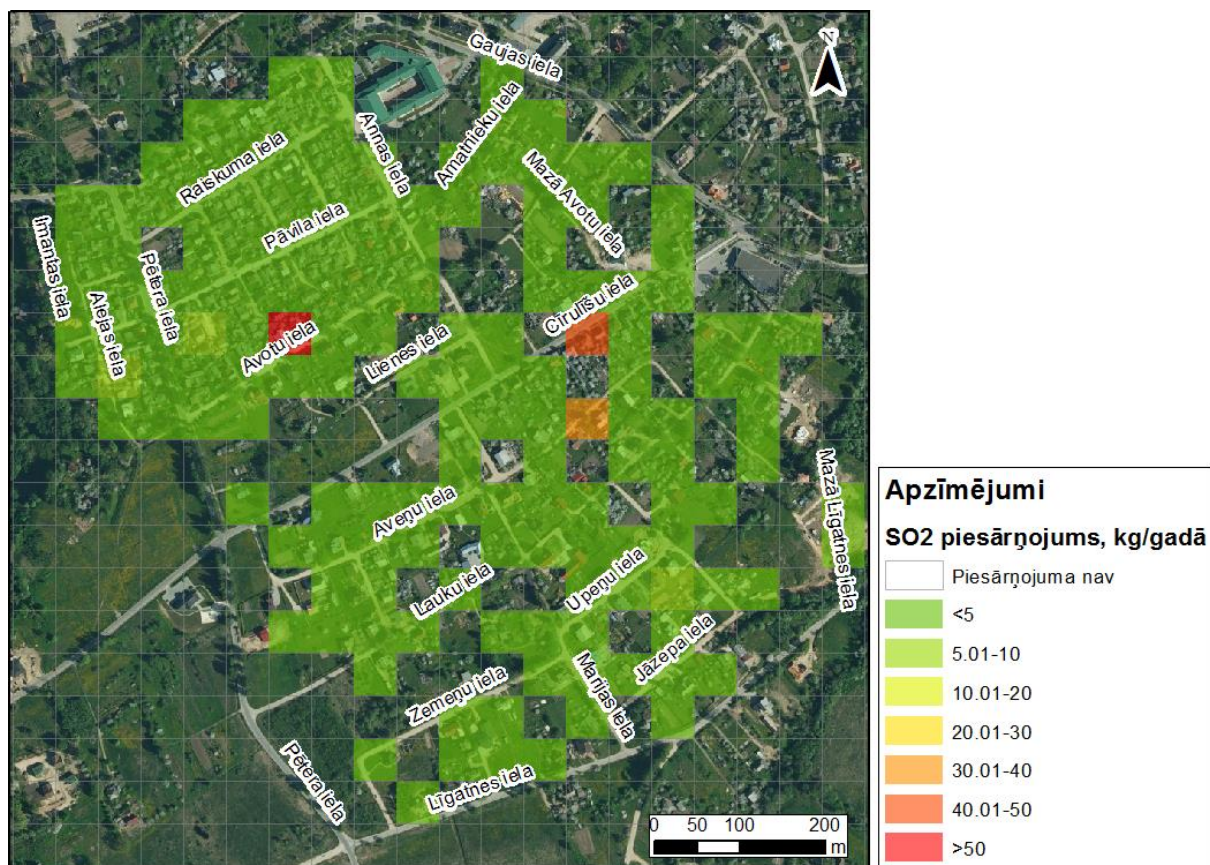 Gaujas iela
Z
Amatnieku iela
Annas iela
Raiskuma iela
Mazā Avotu iela
Pāvila iela
Imantas iela
Pētera iela
Alejas iela
Cīrulīšu iela
Avotu iela
Lienes iela
Mazā Līgatnes iela
Aveņu iela
Lauku iela
Upeņu iela
Jāzepa iela
Marijas iela
Zemeņu iela
Pētera iela
Līgatnes iela
0 50 100 200
m
Apzīmējumi
SO2 piesārņojums, kg/gadā
Piesārņojuma nav
<5
5.01-10
10.01-20
20.01-30
30.01-40
40.01-50
>50